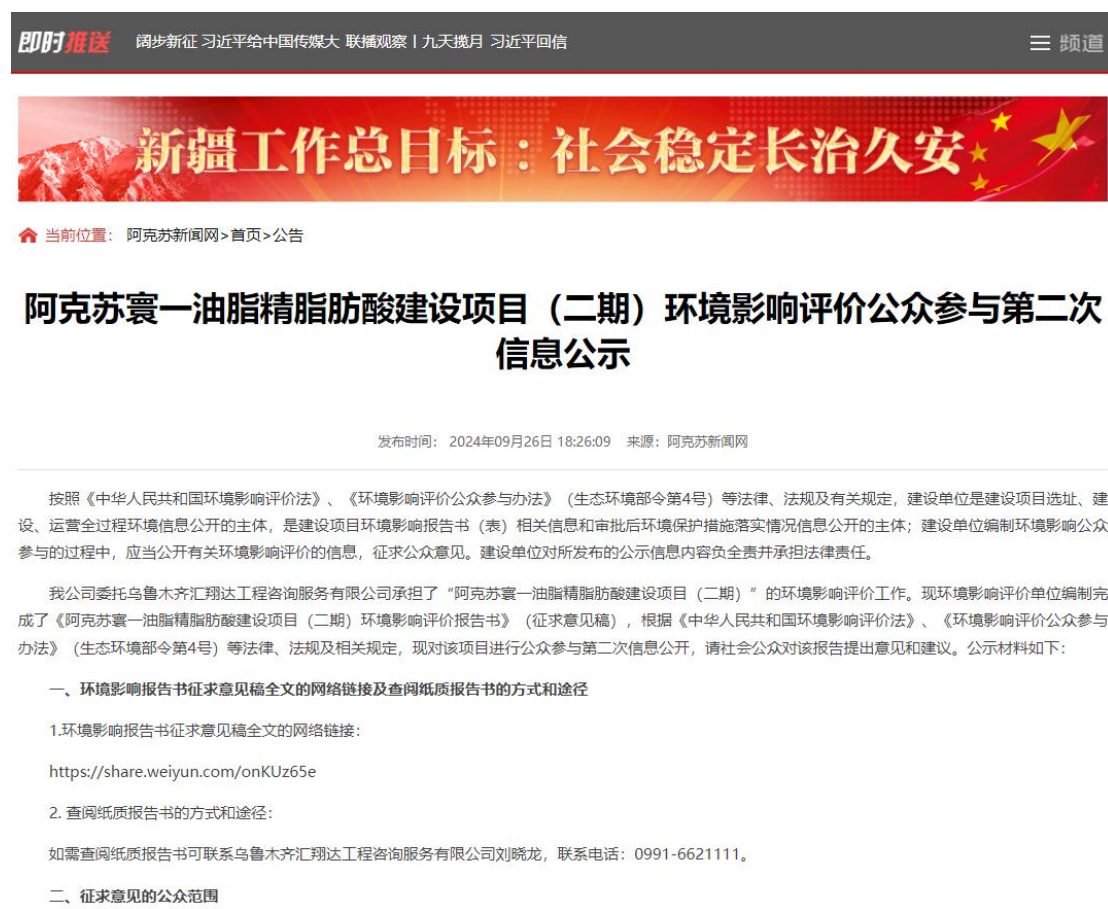 即时推送 阔步新征 习近平给中国传媒大 联播观察丨九天揽月 习近平回信 频道
新疆工作总目标：社会稳定长治久安
当前位置： 阿克苏新闻网>首页>公告
阿克苏寰一油脂精脂肪酸建设项目（二期）环境影响评价公众参与第二次
信息公示
发布时间： 2024年09月26日 18:26:09 来源：阿克苏新闻网
按照《中华人民共和国环境影响评价法》、《环境影响评价公众参与办法》（生态环境部令第4号）等法律、法规及有关规定，建设单位是建设项目选址、建
设、运营全过程环境信息公开的主体，是建设项目环境影响报告书（表）相关信息和审批后环境保护措施落实情况信息公开的主体；建设单位编制环境影响公众
参与的过程中，应当公开有关环境影响评价的信息，征求公众意见。建设单位对所发布的公示信息内容负全责并承担法律责任。
我公司委托乌鲁木齐汇翔达工程咨询服务有限公司承担了“阿克苏寰一油脂精脂肪酸建设项目（二期）”的环境影响评价工作。现环境影响评价单位编制完
成了《阿克苏寰一油脂精脂肪酸建设项目（二期）环境影响评价报告书》（征求意见稿），根据《中华人民共和国环境影响评价法》、《环境影响评价公众参与
办法》（生态环境部令第4号）等法律、法规及相关规定，现对该项目进行公众参与第二次信息公开，请社会公众对该报告提出意见和建议。公示材料如下：
一、环境影响报告书征求意见稿全文的网络链接及查阅纸质报告书的方式和途径
1.环境影响报告书征求意见稿全文的网络链接：
https://share.weiyun.com/onKUz65e
2. 查阅纸质报告书的方式和途径：
如需查阅纸质报告书可联系乌鲁木齐汇翔达工程咨询服务有限公司刘晓龙，联系电话：0991-6621111。
二、征求意见的公众范围